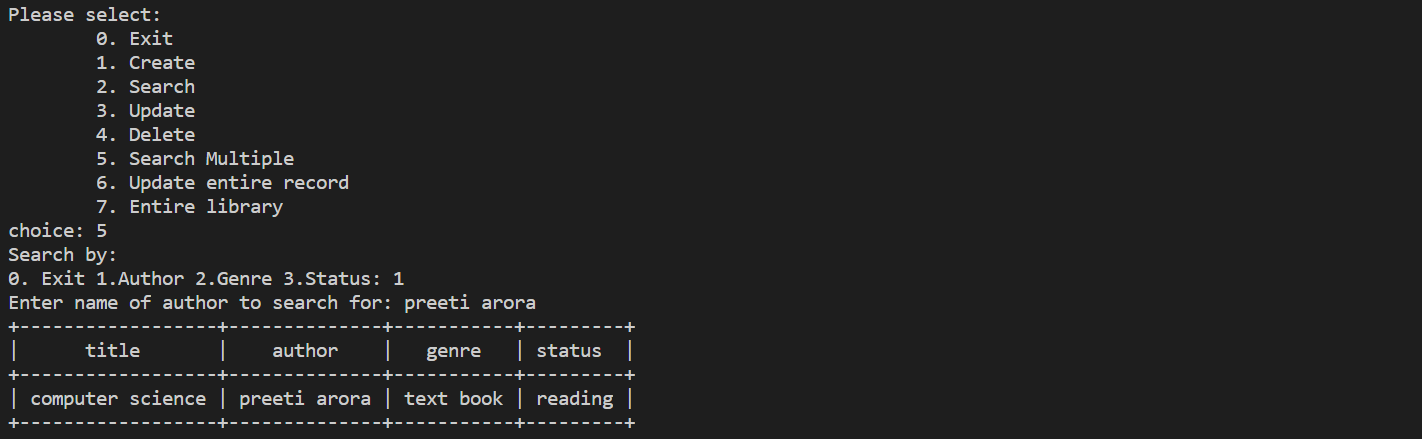 Please select:
        0. Exit
        1. Create
        2. Search
        3. Update
        4. Delete
        5. Search Multiple
        6. Update entire record
        7. Entire library
choice: 5
Search by:
0. Exit 1.Author 2.Genre 3.Status: 1
Enter name of author to search for: preeti arora
+------------------+--------------+-----------+---------+
|      title       |    author    |   genre   | status  |
+------------------+--------------+-----------+---------+
| computer science | preeti arora | text book | reading |
+------------------+--------------+-----------+---------+